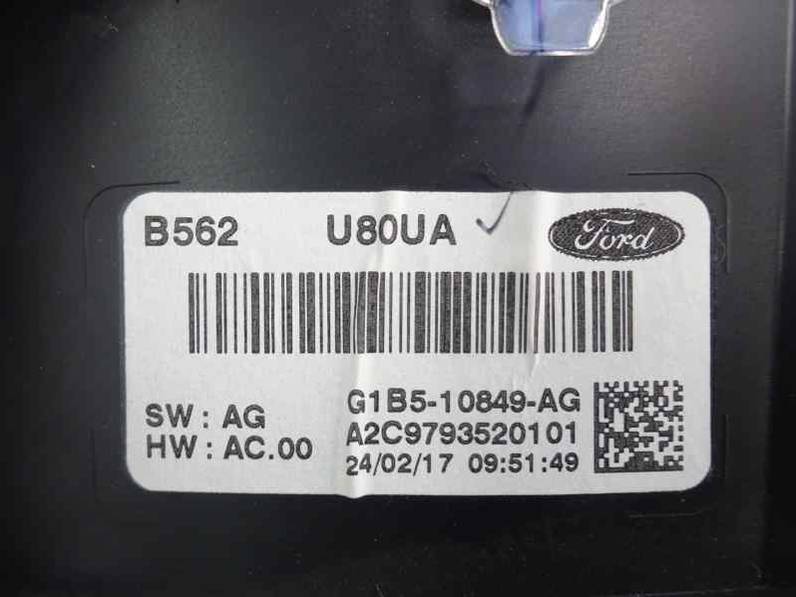 B562 U80UA Ford
SW : AG
HW : AC.00
G1B5-10849-AG
A2C9793520101
24/02/17 09:51:49